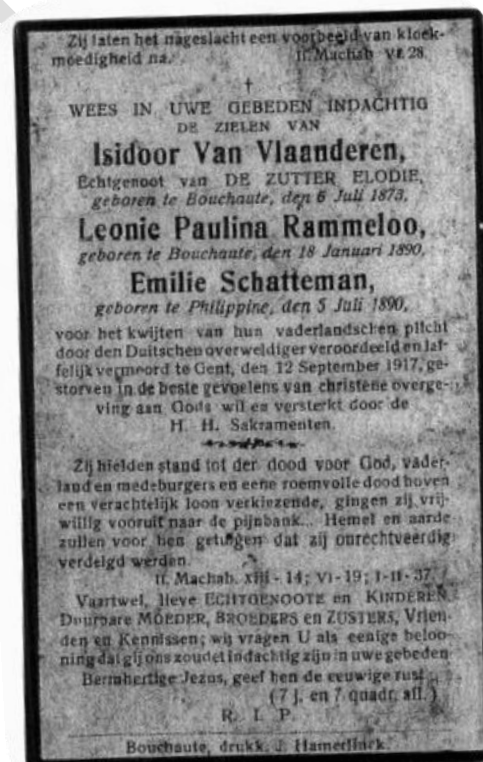 Zij laten het nageslacht een voorbeeld van kloek-
moedigheid na. II. Machab VI. 28.
†
WEES IN UWE GEBEDEN INDACHTIG
DE ZIELEN VAN
Isidoor Van Vlaanderen,
Echtgenoot van DE ZUTTER ELODIE,
geboren te Bouchaute, den 6 Juli 1873,
Leonie Paulina Rammeloo,
geboren te Bouchaute, den 18 Januari 1890,
Emilie Schatteman,
geboren te Philippine, den 5 Juli 1890,
voor het kwijten van hun vaderlandschen plicht
door den Duitschen overweldiger veroordeeld en laf-
felijk vermoord te Gent, den 12 September 1917, ge-
storven in de beste gevoelens van christene overge-
ving aan Gods wil en versterkt door de
H. H. Sakramenten.
Zij hielden stand tot der dood voor God, vader-
land en medeburgers en eene roemvolle dood boven
een verachtelijk loon verkiezende, gingen zij vrij-
willig vooruit naar de pijnbank... Hemel en aarde
zullen voor hen getuigen dat zij onrechtveerdig
verdelgd werden.
II. Machab. XIII-14; VI-19; I-II-37.
Vaartwel, lieve ECHTGENOOTE en KINDEREN,
Duurbare MOEDER, BROEDERS en ZUSTERS, Vrien-
den en Kennissen; wij vragen U als eenige beloo-
ning dat gij ons zoudet indachtig zijn in uwe gebeden
Bermhertige Jezus, geef hen de eeuwige rust
(7 j. en 7 quadr. afl.)
R. I. P.
Bouchaute, drukk. J. Hamerlinck.